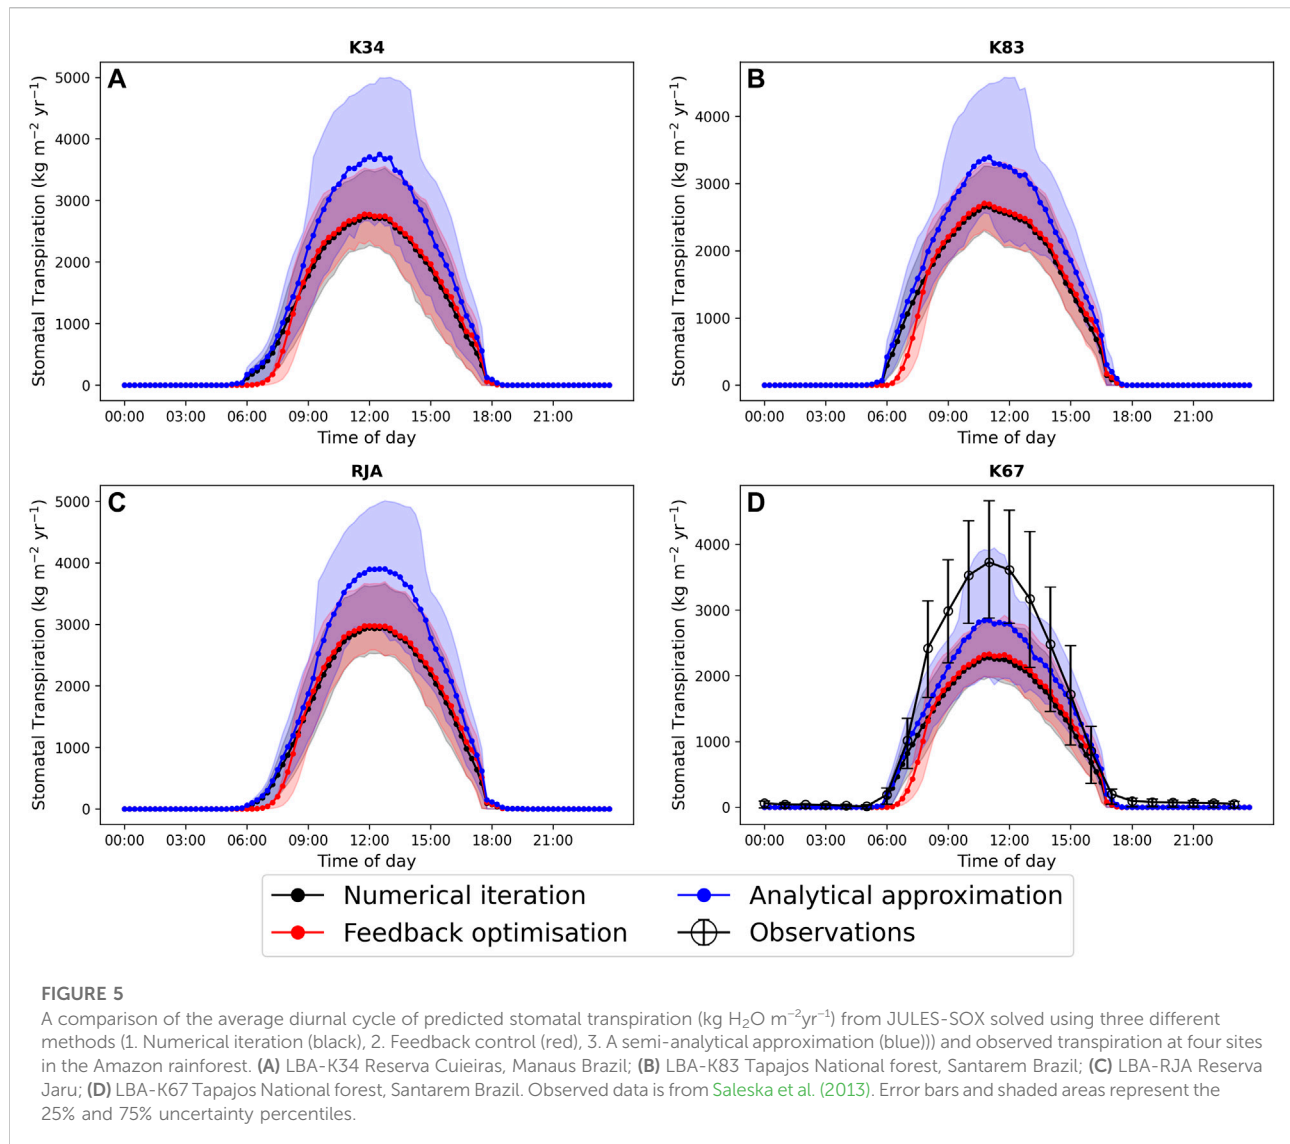 K34
A
5000
4000
3000
2000
1000
0
Stomatal Transpiration (kg m⁻² yr⁻¹)
00:00 03:00 06:00 09:00 12:00 15:00 18:00 21:00
Time of day
K83
B
4000
3000
2000
1000
0
Stomatal Transpiration (kg m⁻² yr⁻¹)
00:00 03:00 06:00 09:00 12:00 15:00 18:00 21:00
Time of day
RJA
C
5000
4000
3000
2000
1000
0
Stomatal Transpiration (kg m⁻² yr⁻¹)
00:00 03:00 06:00 09:00 12:00 15:00 18:00 21:00
Time of day
K67
D
4000
3000
2000
1000
0
Stomatal Transpiration (kg m⁻² yr⁻¹)
00:00 03:00 06:00 09:00 12:00 15:00 18:00 21:00
Time of day
Numerical iteration
Feedback optimisation
Analytical approximation
Observations
FIGURE 5
A comparison of the average diurnal cycle of predicted stomatal transpiration (kg H₂O m⁻²yr⁻¹) from JULES-SOX solved using three different
methods (1. Numerical iteration (black), 2. Feedback control (red), 3. A semi-analytical approximation (blue))) and observed transpiration at four sites
in the Amazon rainforest. (A) LBA-K34 Reserva Cuieiras, Manaus Brazil; (B) LBA-K83 Tapajos National forest, Santarem Brazil; (C) LBA-RJA Reserva
Jaru; (D) LBA-K67 Tapajos National forest, Santarem Brazil. Observed data is from Saleska et al. (2013). Error bars and shaded areas represent the
25% and 75% uncertainty percentiles.